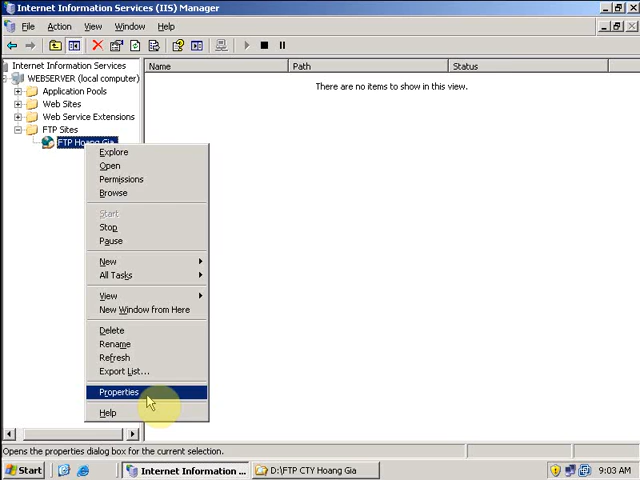 Internet Information Services (IIS) Manager
File Action View Window Help
Internet Information Services
WEBSERVER (local computer)
Application Pools
Web Sites
Web Service Extensions
FTP Sites
FTP Hoang Gia
Name Path Status
There are no items to show in this view.
Explore
Open
Permissions
Browse
Start
Stop
Pause
New
All Tasks
View
New Window from Here
Delete
Rename
Refresh
Export List...
Properties
Help
Opens the properties dialog box for the current selection.
Start Internet Information ... D:\FTP CTY Hoang Gia 9:03 AM